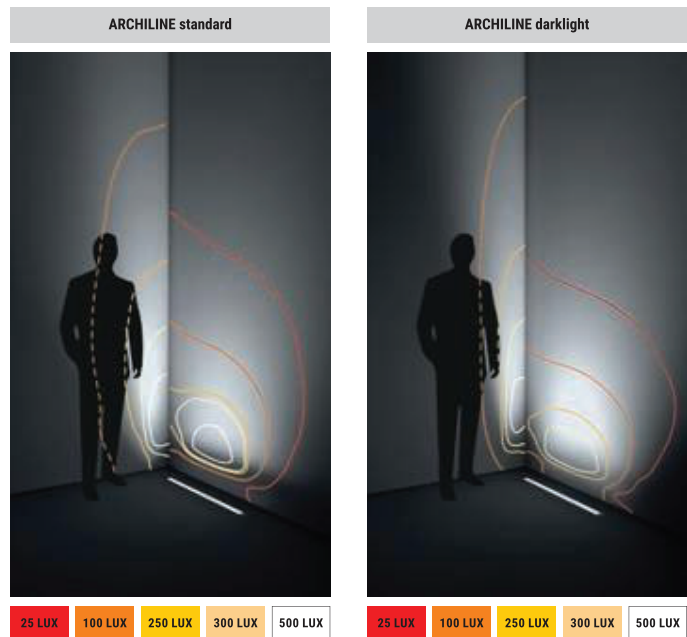 ARCHILINE standard
ARCHILINE darklight
25 LUX 100 LUX 250 LUX 300 LUX 500 LUX
25 LUX 100 LUX 250 LUX 300 LUX 500 LUX